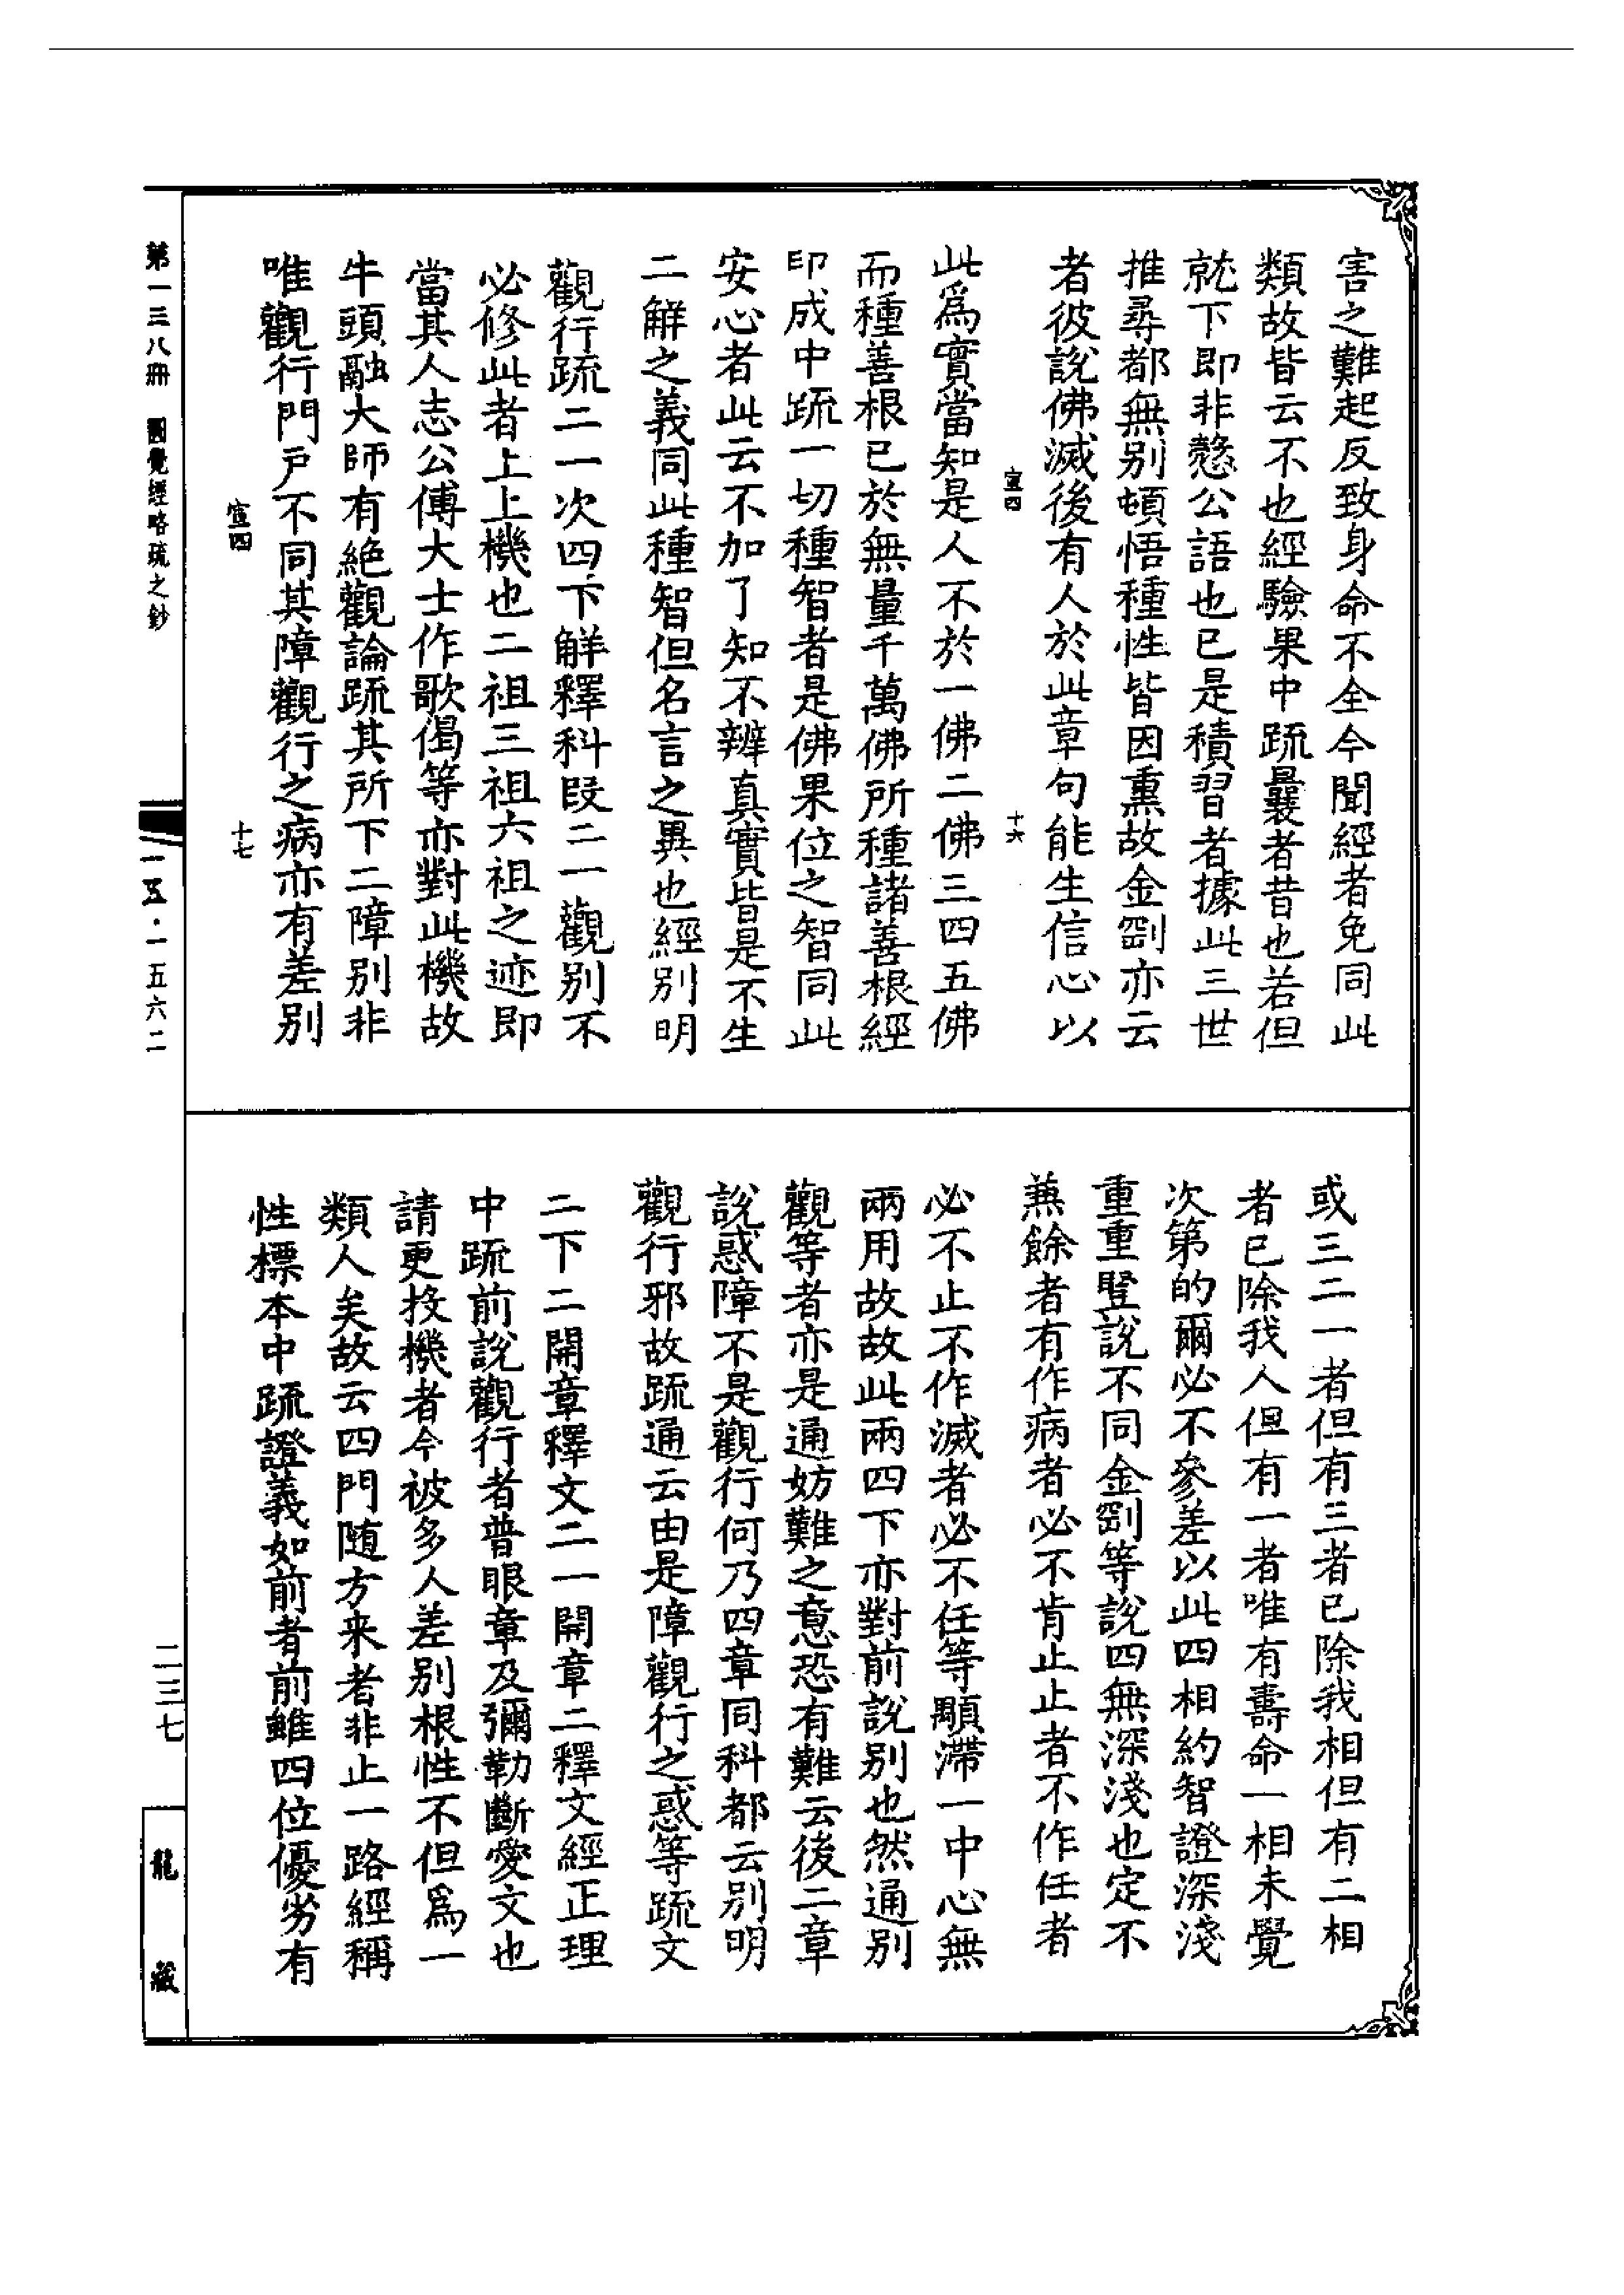 害之難起反致身命不全今聞經者免同此
類故皆云不也經驗果中疏曩者昔也若但
就下即非慤公語也已是積習者據此三世
推尋都無別頓悟種性皆因熏故金剛亦云
者彼說佛滅後有人於此章句能生信心以
宣四
十六
此爲實當知是人不於一佛二佛三四五佛
而種善根已於無量千萬佛所種諸善根經
印成中疏一切種智者是佛果位之智同此
安心者此云不加了知不辨真實皆是不生
二解之義同此種智但名言之異也經別明
觀行疏二一次四下解釋科段二一觀別不
必修此者上上機也二祖三祖六祖之迹即
當其人志公傅大士作歌偈等亦對此機故
牛頭融大師有絶觀論疏其所下二障別非
唯觀行門戶不同其障觀行之病亦有差別
宣四
十七
或三二一者但有三者已除我相但有二相
者已除我人但有一者唯有壽命一相未覺
次第的爾必不參差以此四相約智證深淺
重重豎說不同金剛等說四無深淺也定不
兼餘者有作病者必不肯止止者不作任者
必不止不作滅者必不任等顯滯一中心無
兩用故故此兩四下亦對前說別也然通別
觀等者亦是通妨難之意恐有難云後二章
說惑障不是觀行何乃四章同科都云別明
觀行邪故疏通云由是障觀行之惑等疏文
二下二開章釋文二一開章二釋文經正理
中疏前說觀行者普眼章及彌勒斷愛文也
請更投機者今被多人差別根性不但爲一
類人矣故云四門随方来者非止一路經稱
性標本中疏證義如前者前雖四位優劣有
第一三八冊 圓覺經略疏之鈔
一五·一五六二
二三七
龍藏